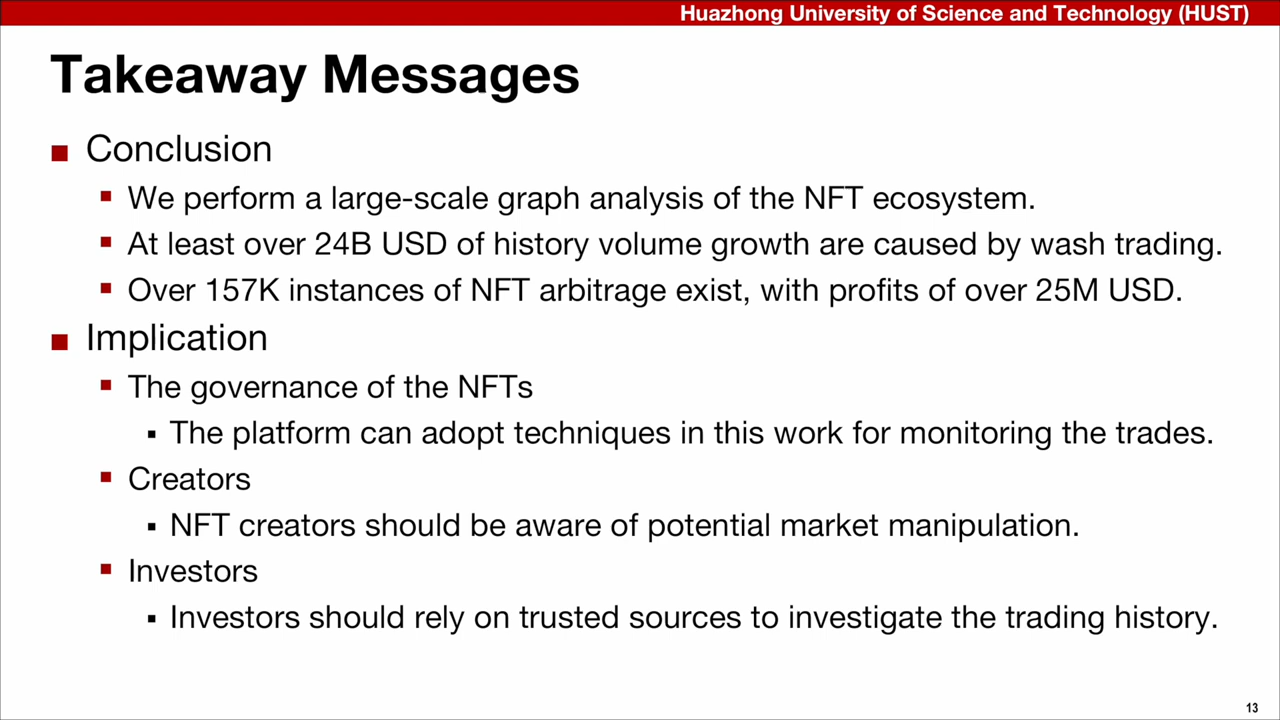 Huazhong University of Science and Technology (HUST)
Takeaway Messages
Conclusion
We perform a large-scale graph analysis of the NFT ecosystem.
At least over 24B USD of history volume growth are caused by wash trading.
Over 157K instances of NFT arbitrage exist, with profits of over 25M USD.
Implication
The governance of the NFTs
The platform can adopt techniques in this work for monitoring the trades.
Creators
NFT creators should be aware of potential market manipulation.
Investors
Investors should rely on trusted sources to investigate the trading history.
13